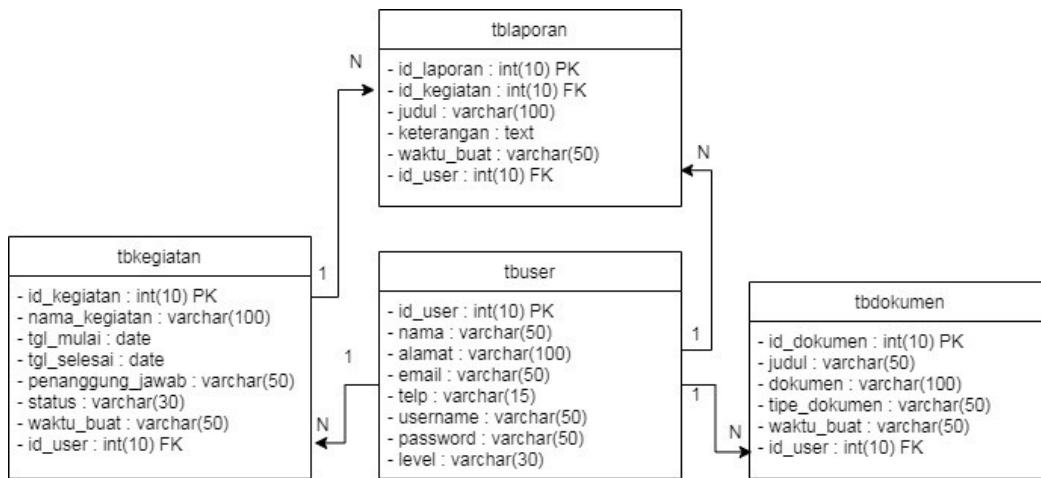 tblaporan
- id_laporan : int(10) PK
- id_kegiatan : int(10) FK
- judul : varchar(100)
- keterangan : text
- waktu_buat : varchar(50)
- id_user : int(10) FK
N
N
1
tbkegiatan
- id_kegiatan : int(10) PK
- nama_kegiatan : varchar(100)
- tgl_mulai : date
- tgl_selesai : date
- penanggung_jawab : varchar(50)
- status : varchar(30)
- waktu_buat : varchar(50)
- id_user : int(10) FK
1
N
tbuser
- id_user : int(10) PK
- nama : varchar(50)
- alamat : varchar(100)
- email : varchar(50)
- telp : varchar(15)
- username : varchar(50)
- password : varchar(50)
- level : varchar(30)
1
1
N
tbdokumen
- id_dokumen : int(10) PK
- judul : varchar(50)
- dokumen : varchar(100)
- tipe_dokumen : varchar(50)
- waktu_buat : varchar(50)
- id_user : int(10) FK